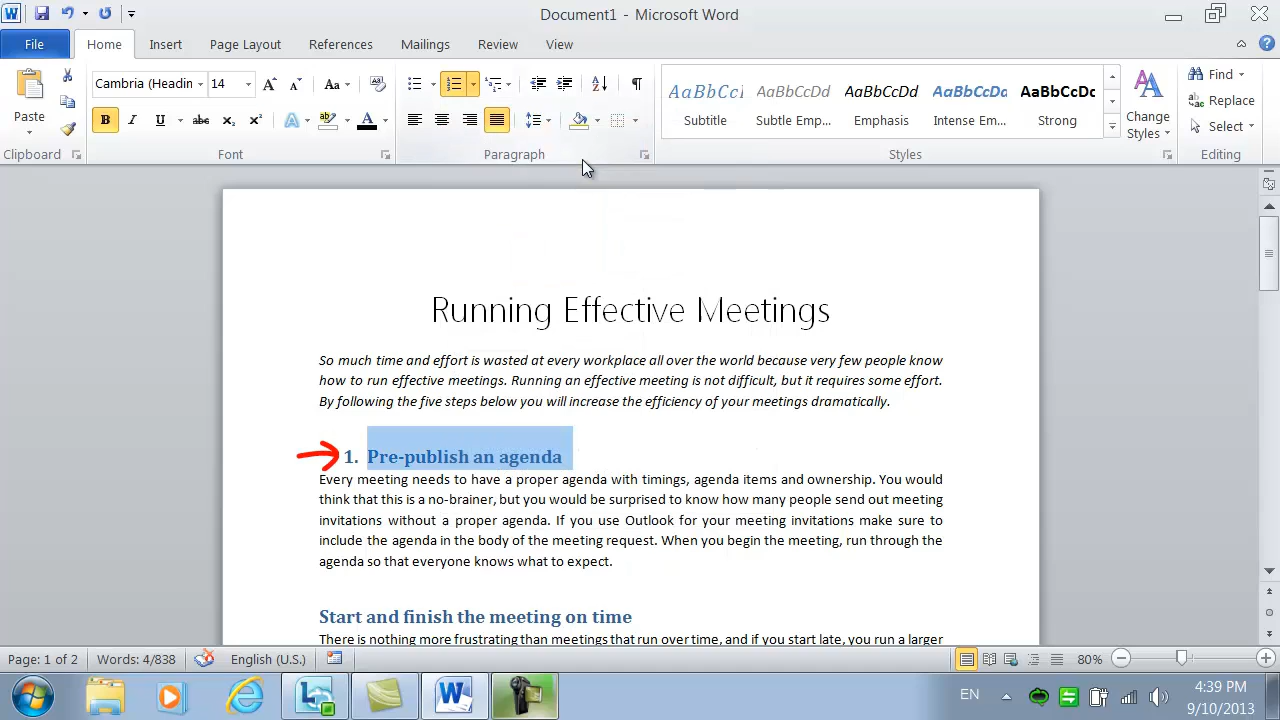 Document1 - Microsoft Word
File Home Insert Page Layout References Mailings Review View
Cambria (Headin 14
Paste
Clipboard
Font
Paragraph
AaBbCcI AaBbCcDd AaBbCcDd AaBbCcDa AaBbCcDc
Subtitle Subtle Emp... Emphasis Intense Em... Strong
Styles
Change
Styles
Find
Replace
Select
Editing
Running Effective Meetings
So much time and effort is wasted at every workplace all over the world because very few people know
how to run effective meetings. Running an effective meeting is not difficult, but it requires some effort.
By following the five steps below you will increase the efficiency of your meetings dramatically.
1. Pre-publish an agenda
Every meeting needs to have a proper agenda with timings, agenda items and ownership. You would
think that this is a no-brainer, but you would be surprised to know how many people send out meeting
invitations without a proper agenda. If you use Outlook for your meeting invitations make sure to
include the agenda in the body of the meeting request. When you begin the meeting, run through the
agenda so that everyone knows what to expect.
Start and finish the meeting on time
There is nothing more frustrating than meetings that run over time, and if you start late, you run a larger
Page: 1 of 2 Words: 4/838 English (U.S.) 80%
EN
4:39 PM
9/10/2013